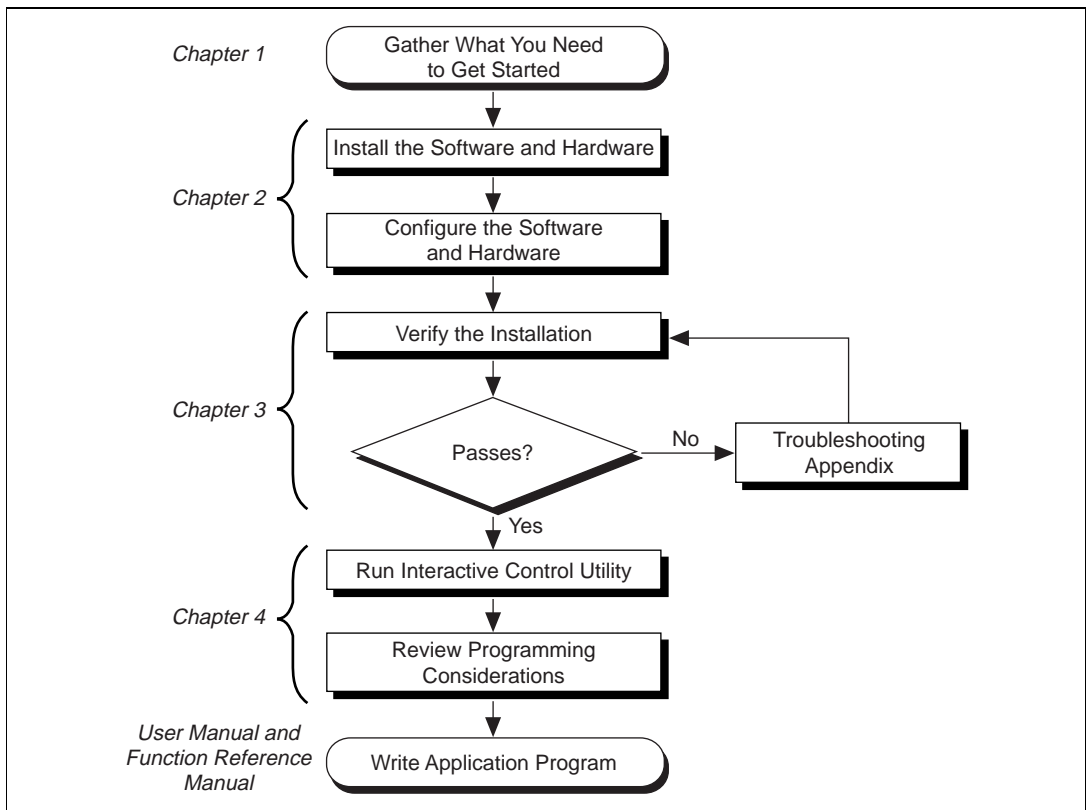 Chapter 1
Gather What You Need
to Get Started
Install the Software and Hardware
Chapter 2
Configure the Software
and Hardware
Verify the Installation
Chapter 3
Passes?
No
Troubleshooting
Appendix
Yes
Run Interactive Control Utility
Chapter 4
Review Programming
Considerations
User Manual and
Function Reference
Manual
Write Application Program